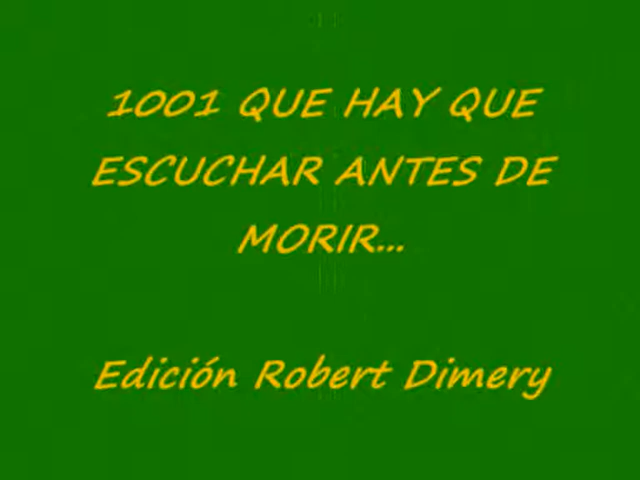 1001 QUE HAY QUE
ESCUCHAR ANTES DE
MORIR...
Edición Robert Dimery